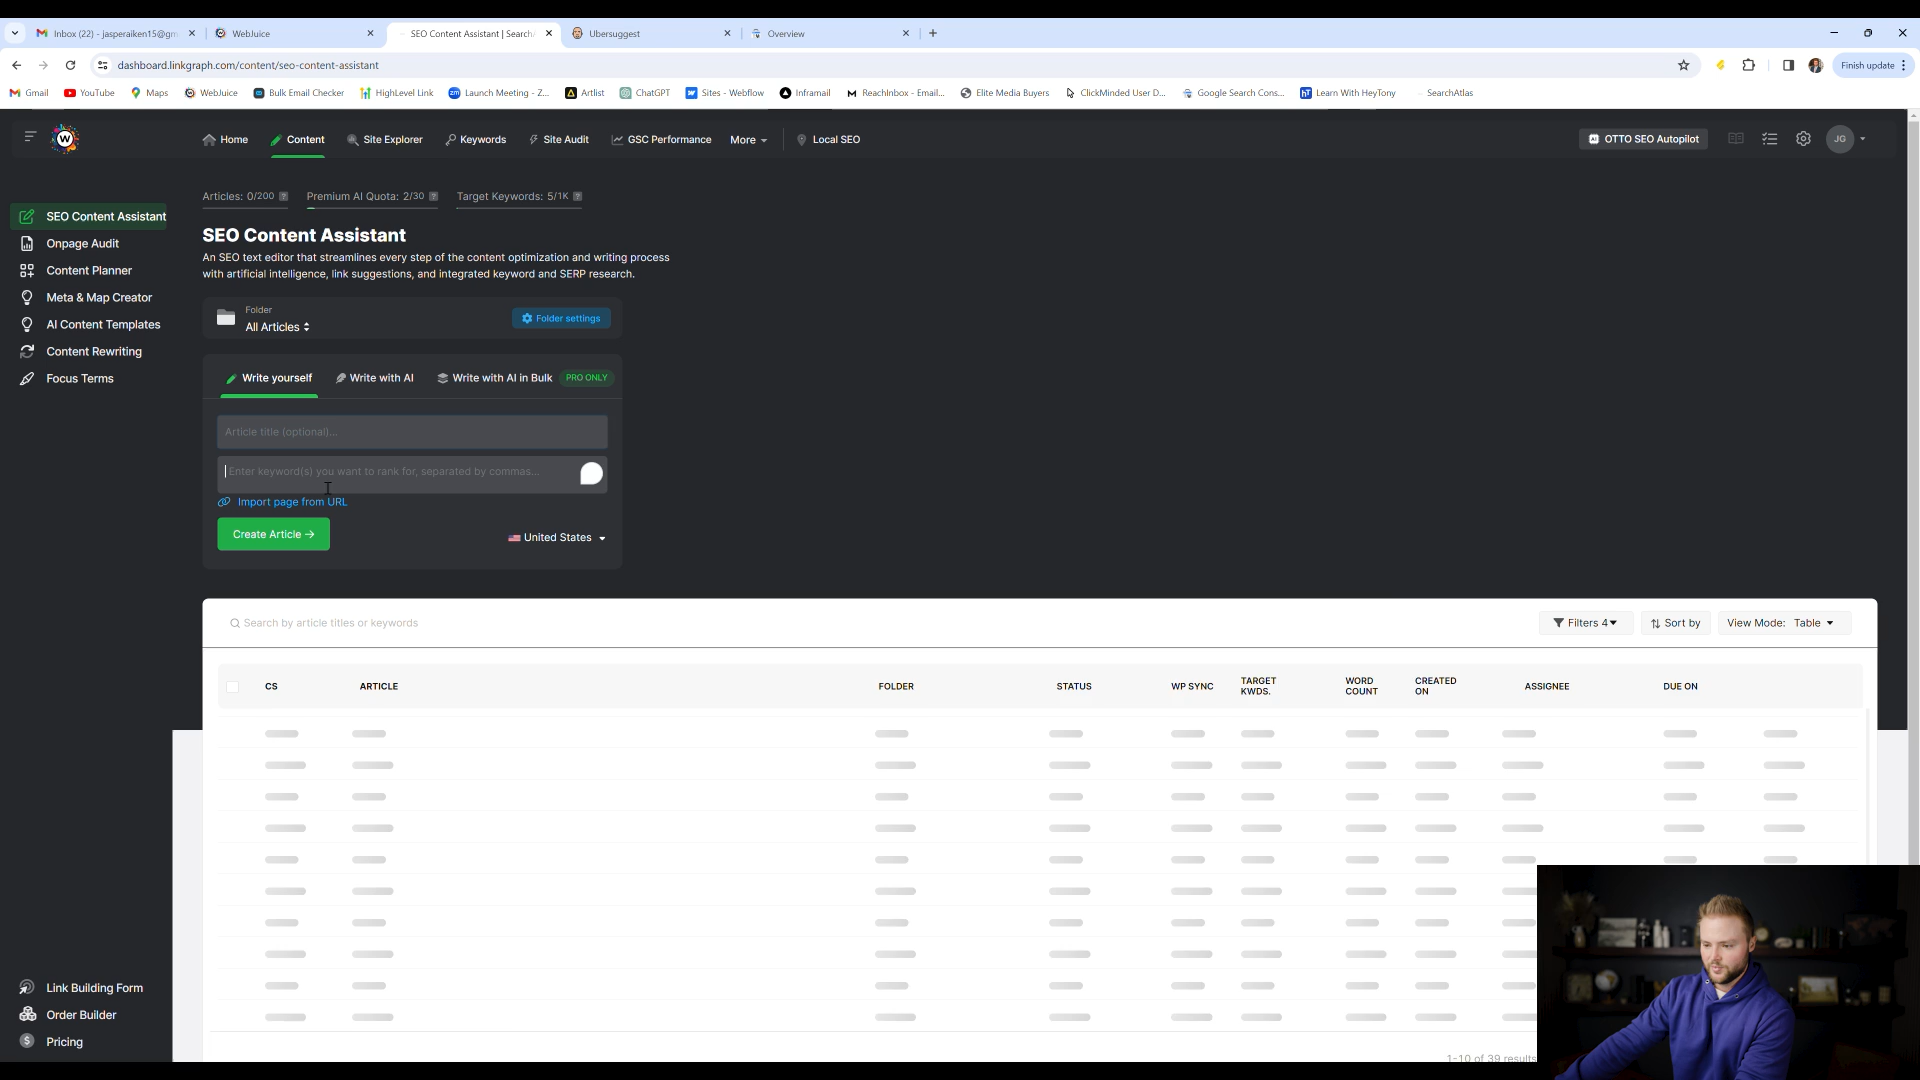 Inbox (22) - jasperaiken15@gm
WebJuice
SEO Content Assistant | Search
Ubersuggest
Overview
dashboard.linkgraph.com/content/seo-content-assistant
Finish update
Gmail
YouTube
Maps
WebJuice
Bulk Email Checker
HighLevel Link
Launch Meeting - Z...
Artlist
ChatGPT
Sites - Webflow
Inframail
ReachInbox - Email...
Elite Media Buyers
ClickMinded User D...
Google Search Cons...
Learn With HeyTony
SearchAtlas
W
Home
Content
Site Explorer
Keywords
Site Audit
GSC Performance
More
Local SEO
OTTO SEO Autopilot
JG
SEO Content Assistant
Onpage Audit
Content Planner
Meta & Map Creator
AI Content Templates
Content Rewriting
Focus Terms
Articles: 0/200
Premium AI Quota: 2/30
Target Keywords: 5/1K
SEO Content Assistant
An SEO text editor that streamlines every step of the content optimization and writing process
with artificial intelligence, link suggestions, and integrated keyword and SERP research.
Folder
All Articles
Folder settings
Write yourself
Write with AI
Write with AI in Bulk
PRO ONLY
Article title (optional)...
Enter keyword(s) you want to rank for, separated by commas...
Import page from URL
Create Article →
United States
Search by article titles or keywords
Filters 4
Sort by
View Mode: Table
CS
ARTICLE
FOLDER
STATUS
WP SYNC
TARGET
KWDS.
WORD
COUNT
CREATED
ON
ASSIGNEE
DUE ON
Link Building Form
Order Builder
Pricing
1-10 of 39 results